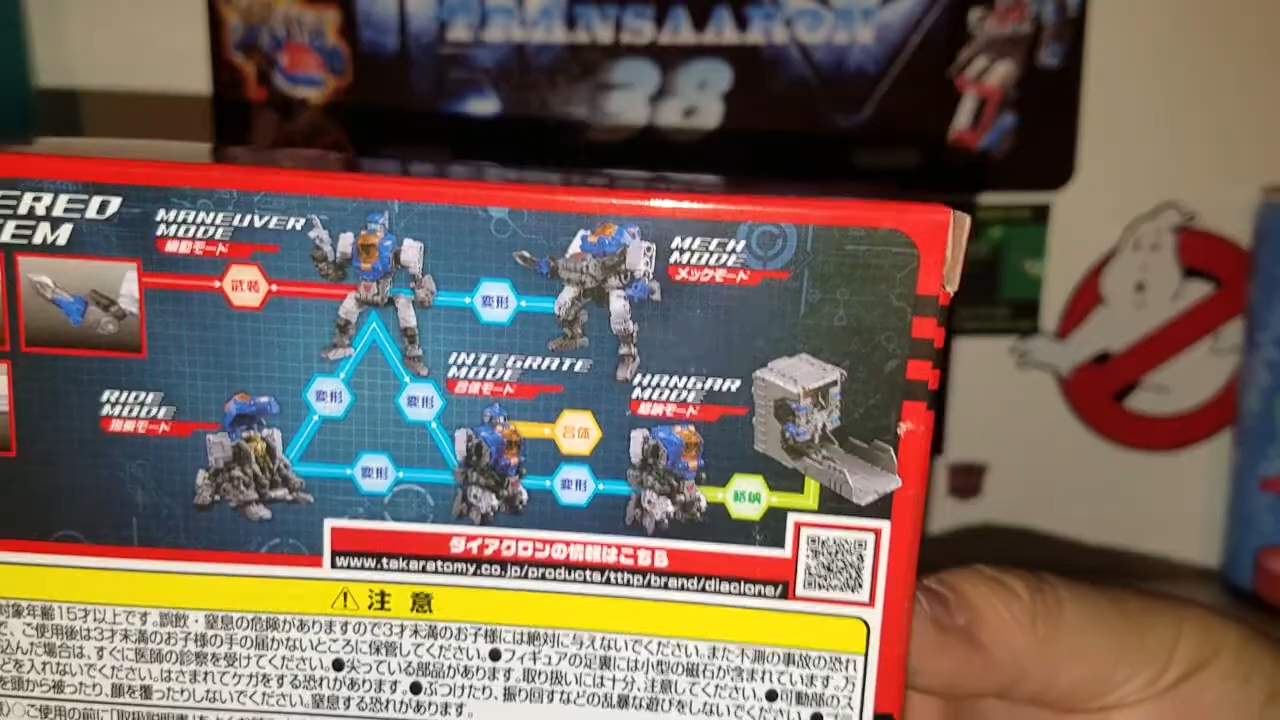 TRANSAARON
38
ERED
TEM
MANEUVER
MODE
機動モード
武装
変形
MECH
MODE
メックモード
RIDE
MODE
搭乗モード
変形
変形
INTEGRATE
MODE
合体モード
合体
HANGAR
MODE
格納モード
変形
変形
格納
ダイアクロンの情報はこちら
www.takaratomy.co.jp/products/tthp/brand/diaclone/
⚠注意
対象年齢15才以上です。誤飲・窒息の危険がありますので3才未満のお子様には絶対に与えないでください。また不測の事故の恐れ
で、ご使用後は3才未満のお子様の手の届かないところに保管してください。●フィギュアの足裏には小型の磁石が含まれています。万
込んだ場合は、すぐに医師の診察を受けてください。●尖っている部品があります。取り扱いには十分、注意してください。●可動部のス
どを入れないでください。はさまれてケガをする恐れがあります。●ぶつけたり、振り回すなどの乱暴な遊びをしないでください
を頭から被ったり、顔を覆ったりしないでください。窒息する恐れがあります。
○ご使用の前に「取扱説明書」をよくお